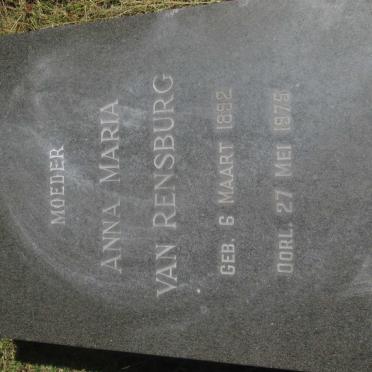 MOEDER
ANNA MARIA
VAN RENSBURG
GEB. 6 MAART 1892
OORL. 27 MEI 1975